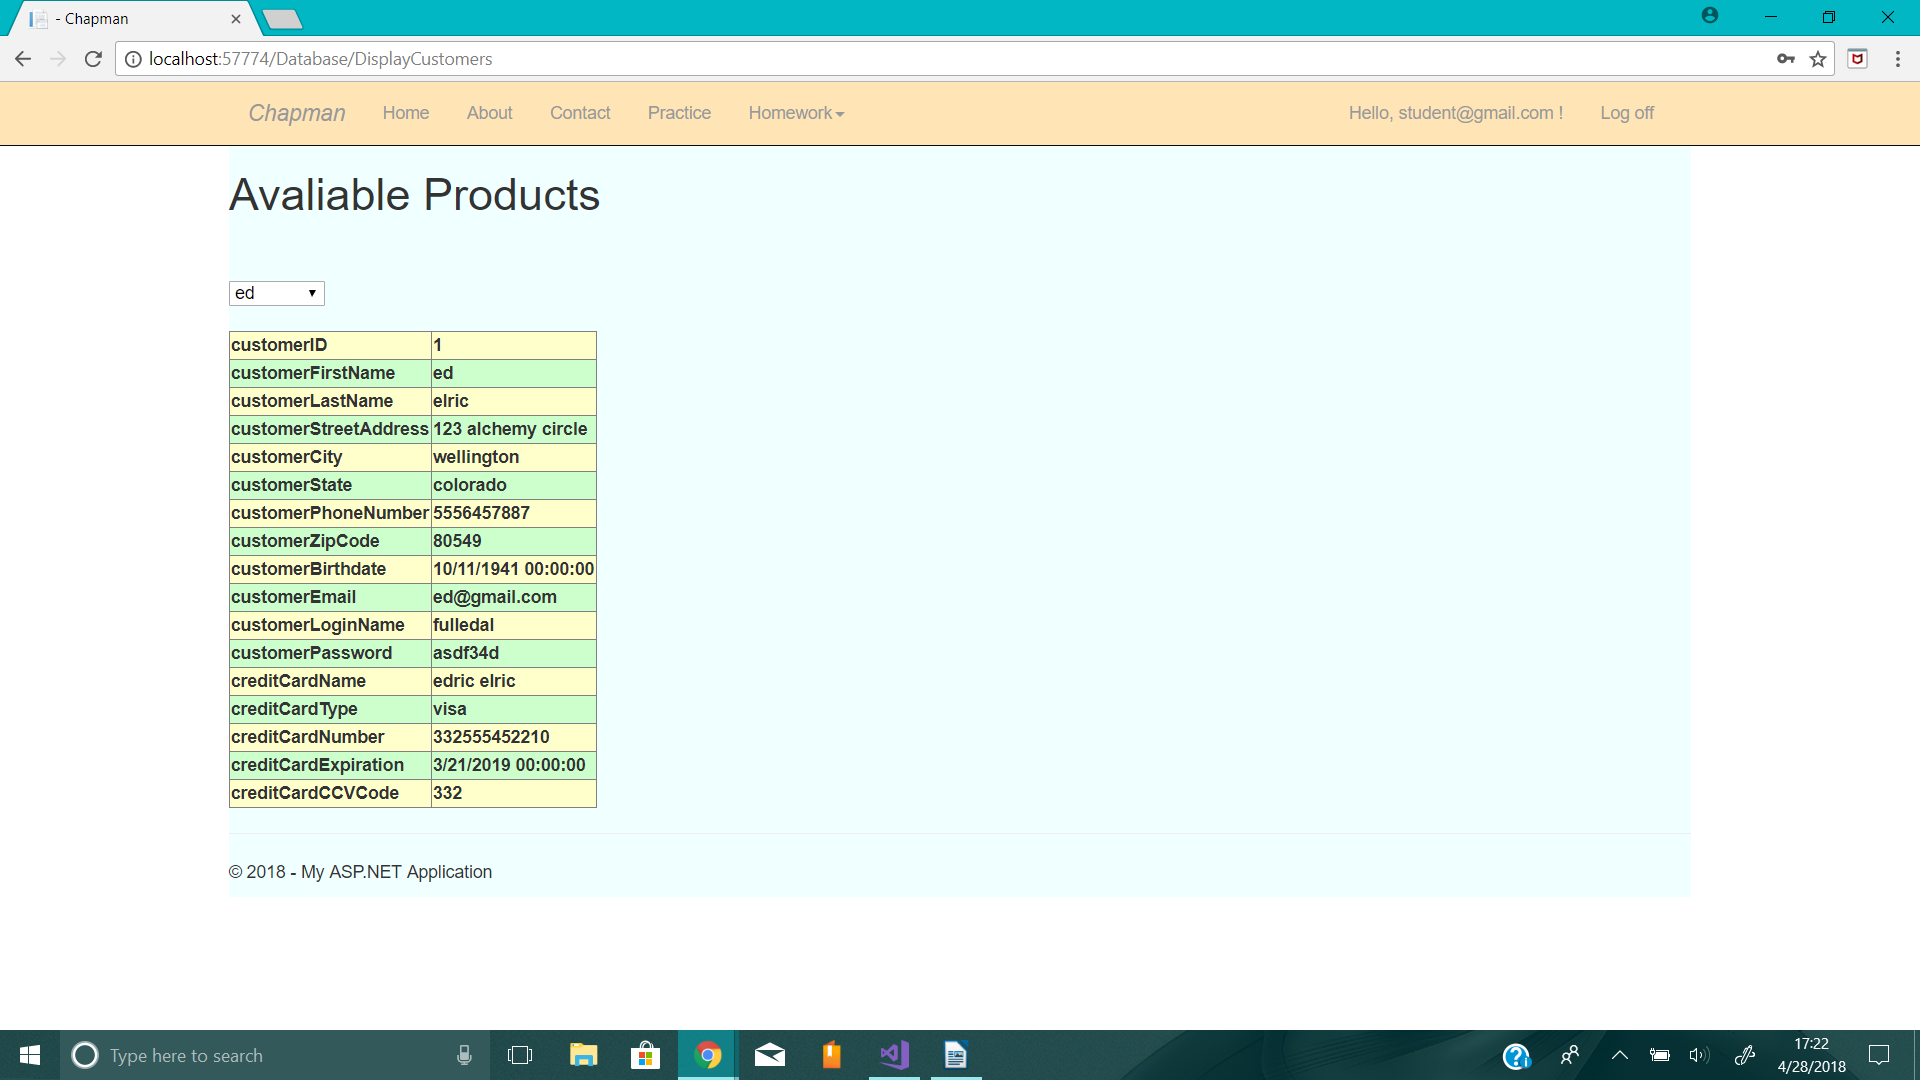 - Chapman
localhost:57774/Database/DisplayCustomers
Chapman Home About Contact Practice Homework Hello, student@gmail.com ! Log off
Avaliable Products
ed
customerID 1
customerFirstName ed
customerLastName elric
customerStreetAddress 123 alchemy circle
customerCity wellington
customerState colorado
customerPhoneNumber 5556457887
customerZipCode 80549
customerBirthdate 10/11/1941 00:00:00
customerEmail ed@gmail.com
customerLoginName fulledal
customerPassword asdf34d
creditCardName edric elric
creditCardType visa
creditCardNumber 332555452210
creditCardExpiration 3/21/2019 00:00:00
creditCardCCVCode 332
© 2018 - My ASP.NET Application
Type here to search
17:22
4/28/2018